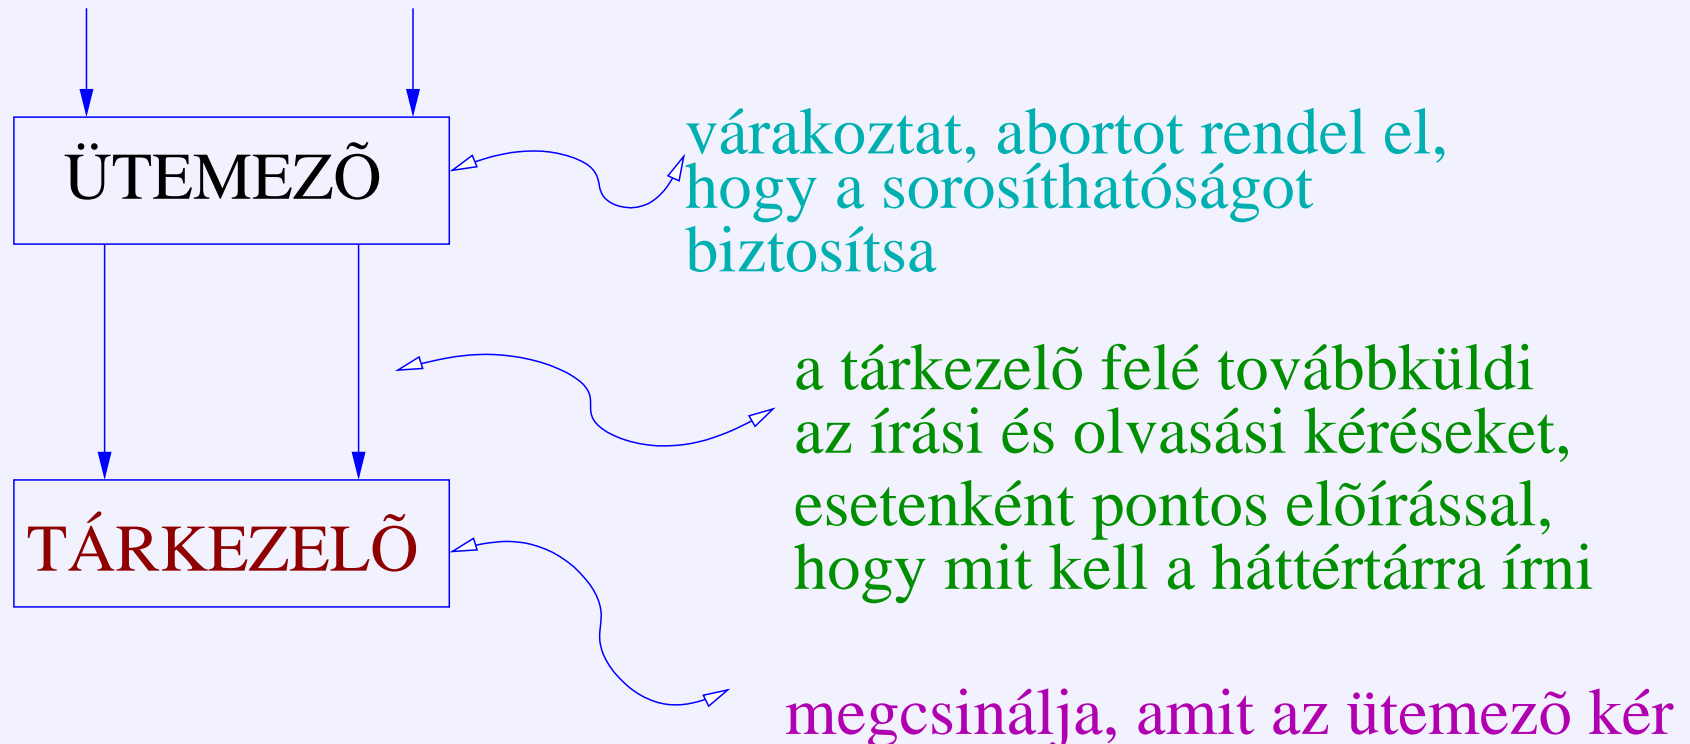 ÜTEMEZÕ
várakoztat, abortot rendel el,
hogy a sorosíthatóságot
biztosítsa
a tárkezelõ felé továbbküldi
az írási és olvasási kéréseket,
esetenként pontos elõírással,
hogy mit kell a háttértárra írni
TÁRKEZELÕ
megcsinálja, amit az ütemezõ kér